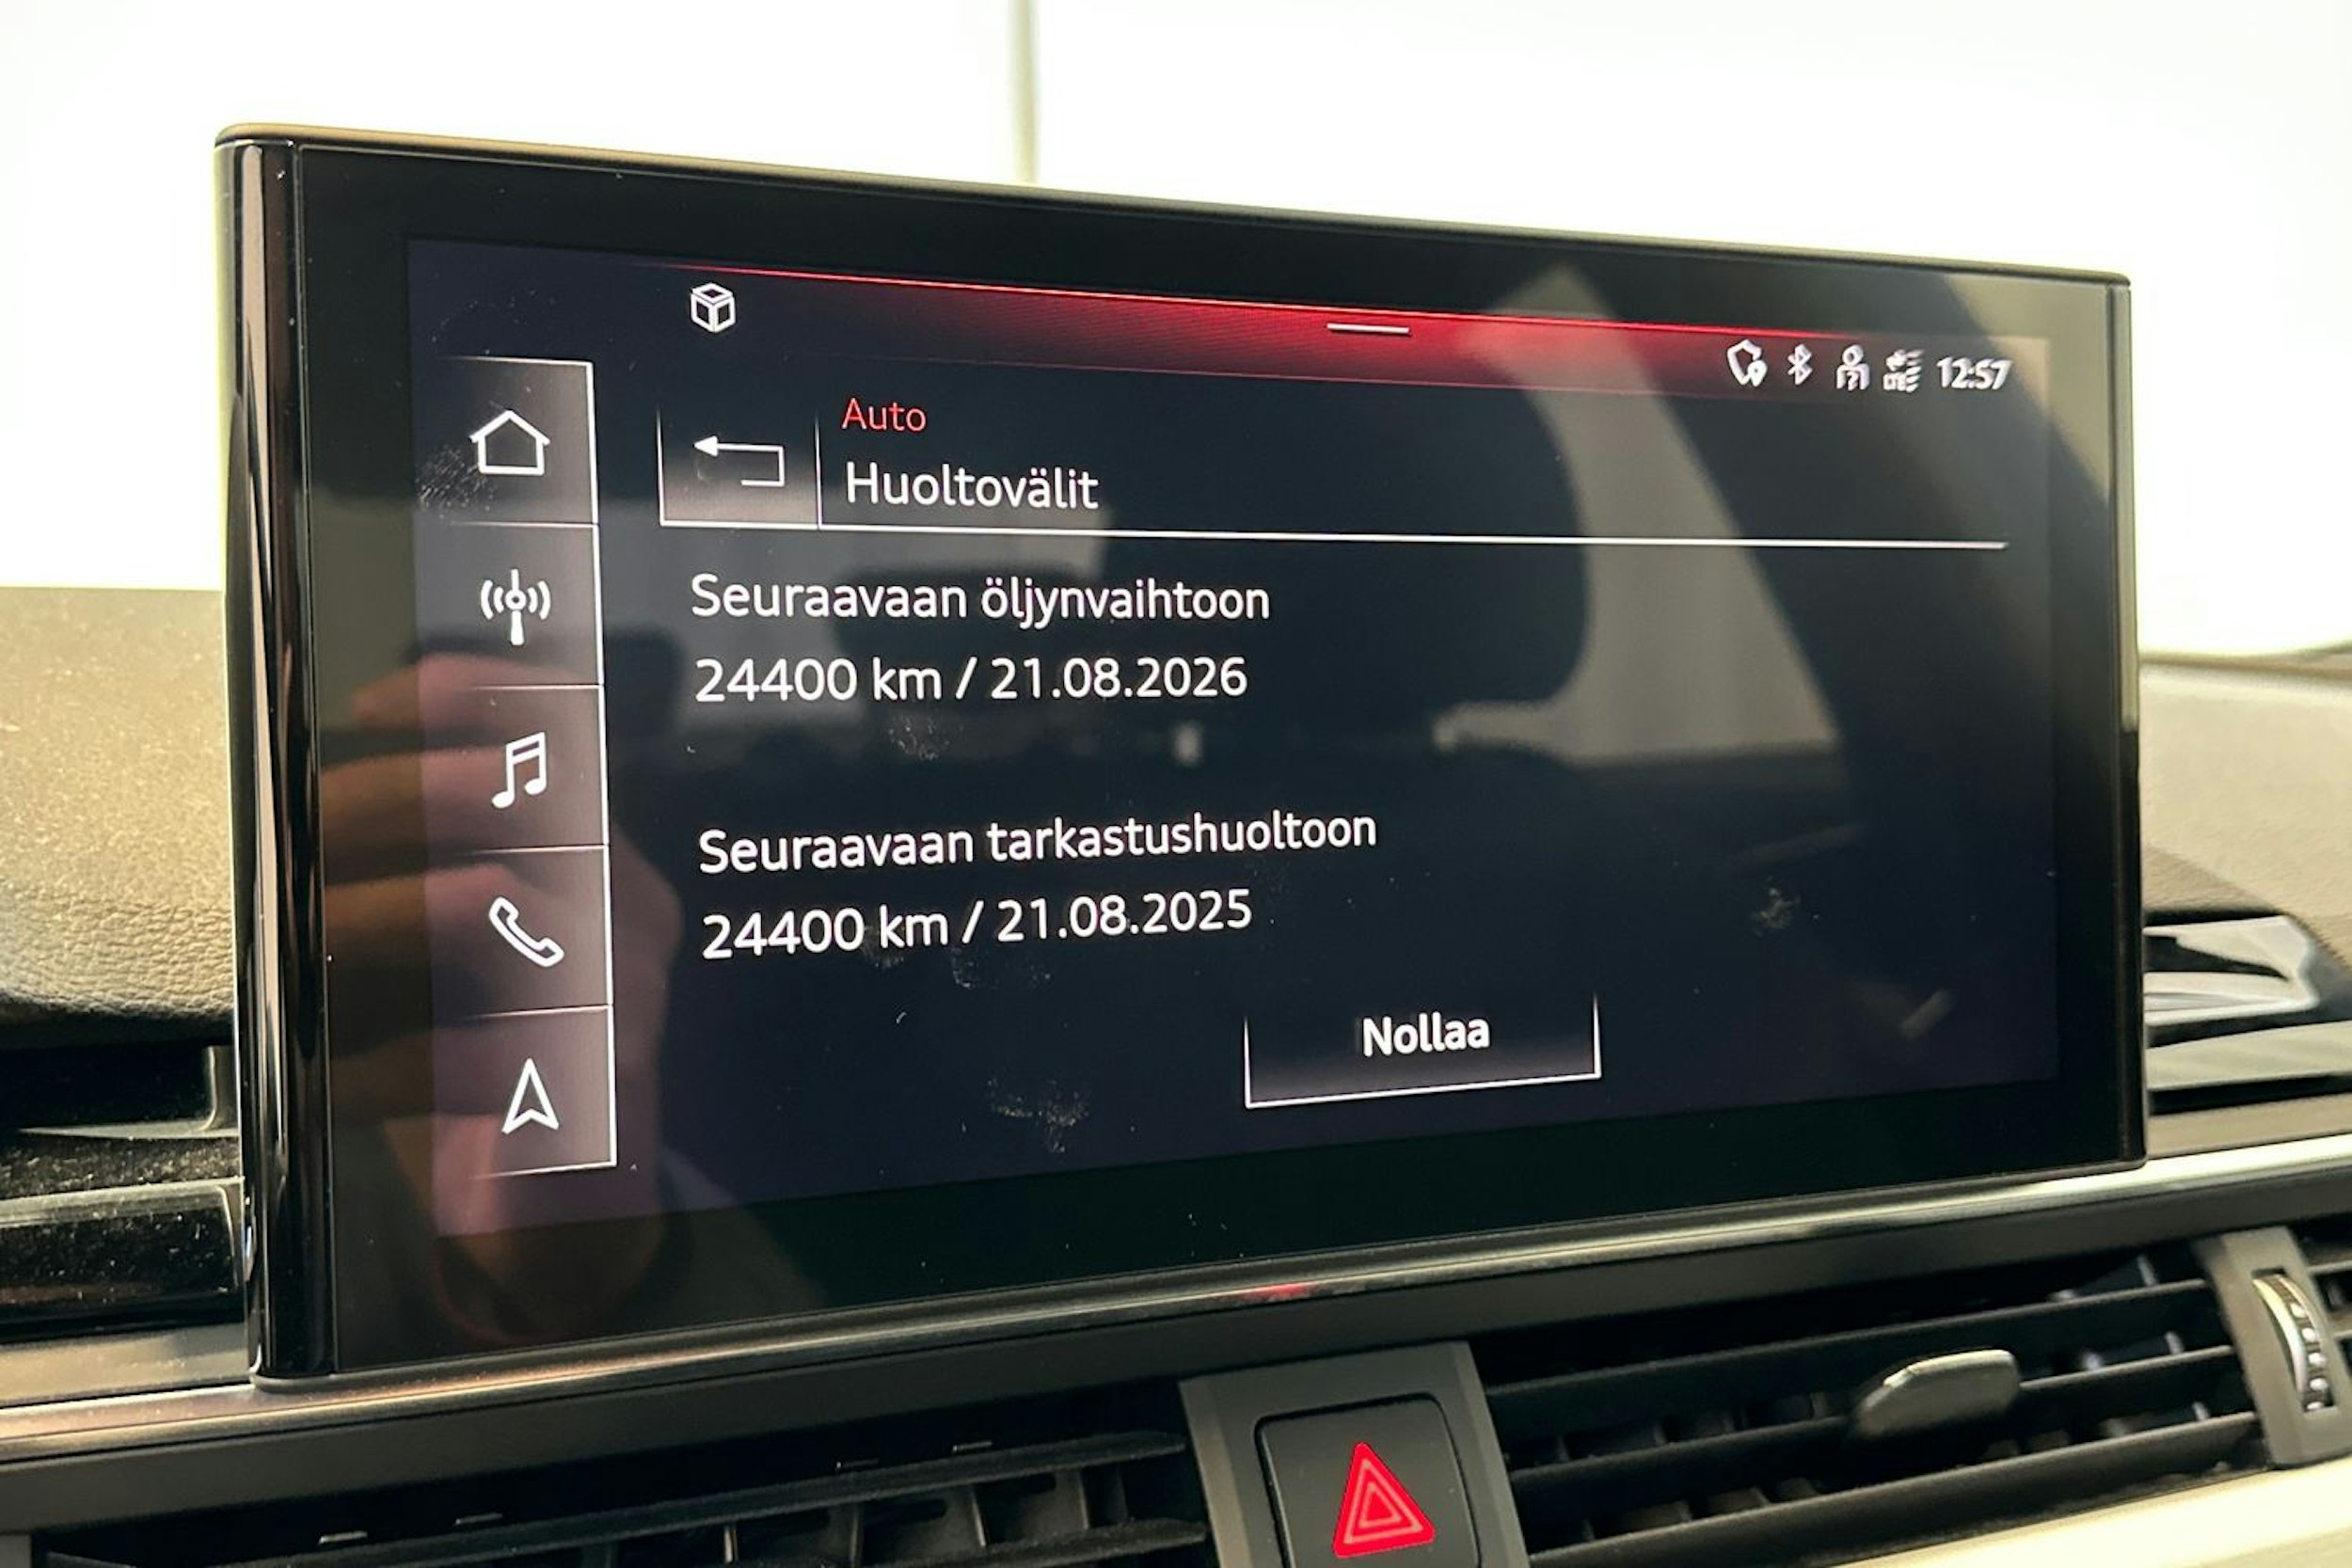 12:57
Auto
Huoltovälit
Seuraavaan öljynvaihtoon
24400 km / 21.08.2026
Seuraavaan tarkastushuoltoon
24400 km / 21.08.2025
Nollaa